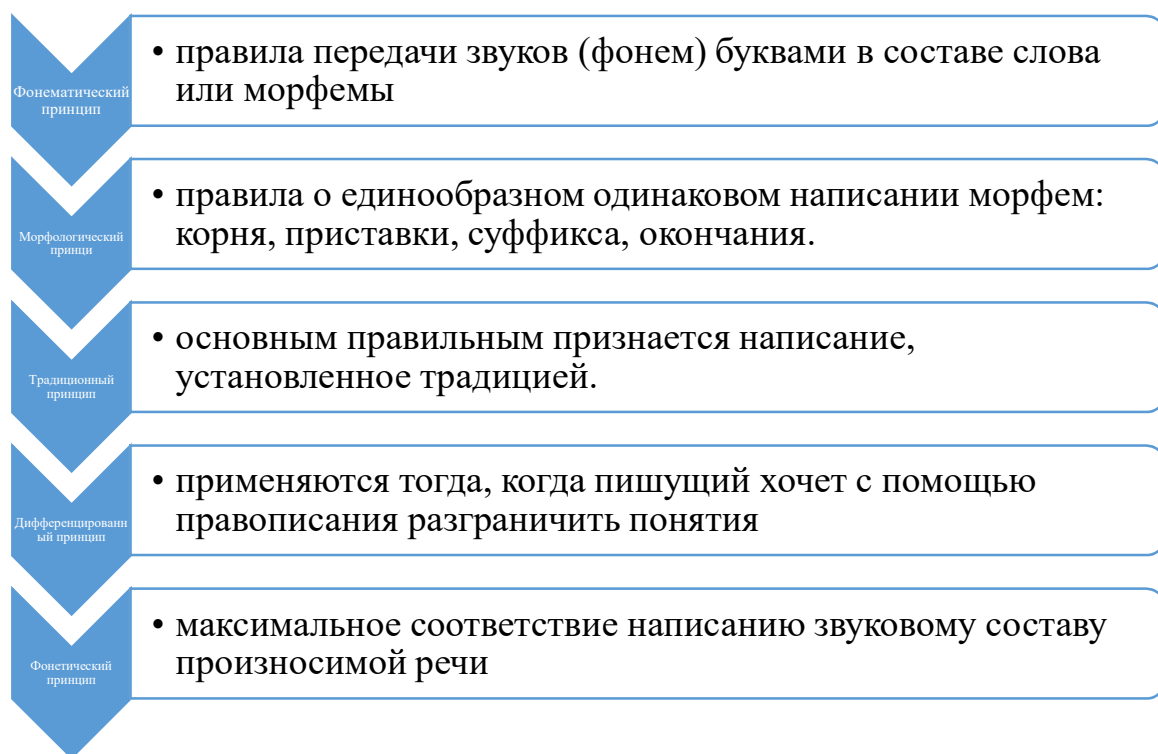 Фонематический
принцип
• правила передачи звуков (фонем) буквами в составе слова
или морфемы
Морфологический
принци
• правила о единообразном одинаковом написании морфем:
корня, приставки, суффикса, окончания.
Традиционный
принцип
• основным правильным признается написание,
установленное традицией.
Дифференцированн
ый принцип
• применяются тогда, когда пишущий хочет с помощью
правописания разграничить понятия
Фонетический
принцип
• максимальное соответствие написанию звуковому составу
произносимой речи